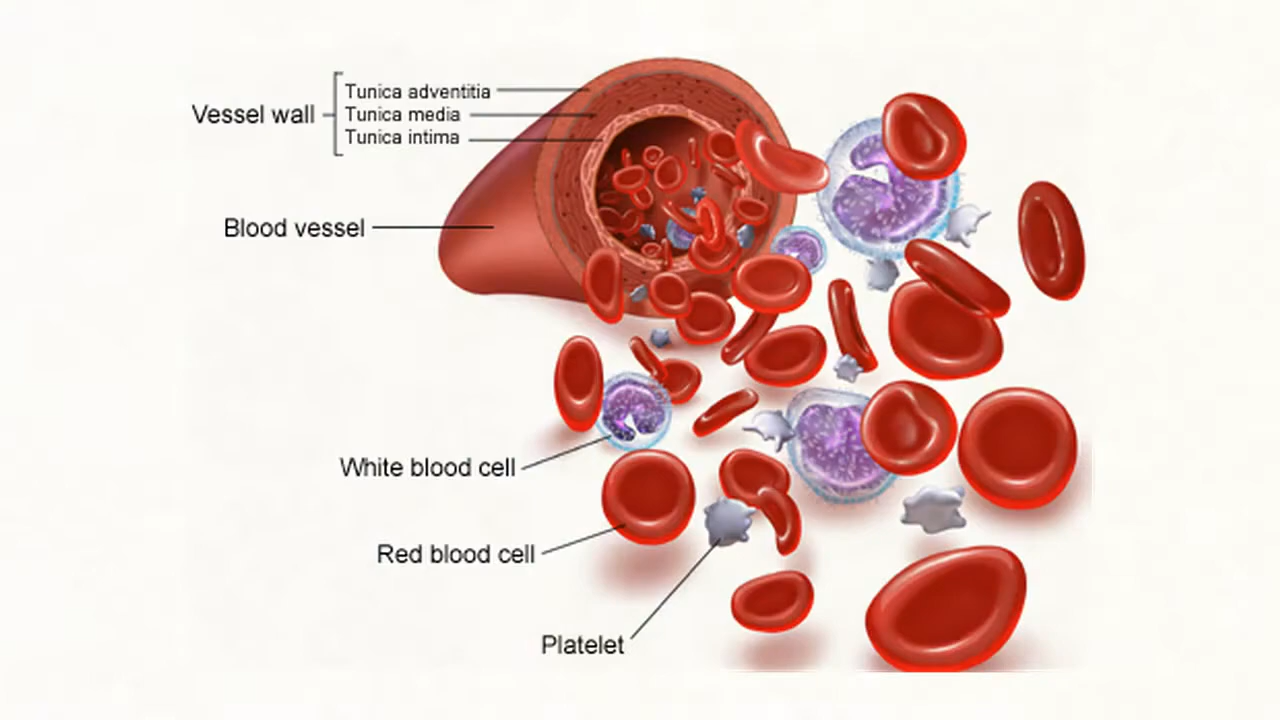 Vessel wall
Tunica adventitia
Tunica media
Tunica intima
Blood vessel
White blood cell
Red blood cell
Platelet